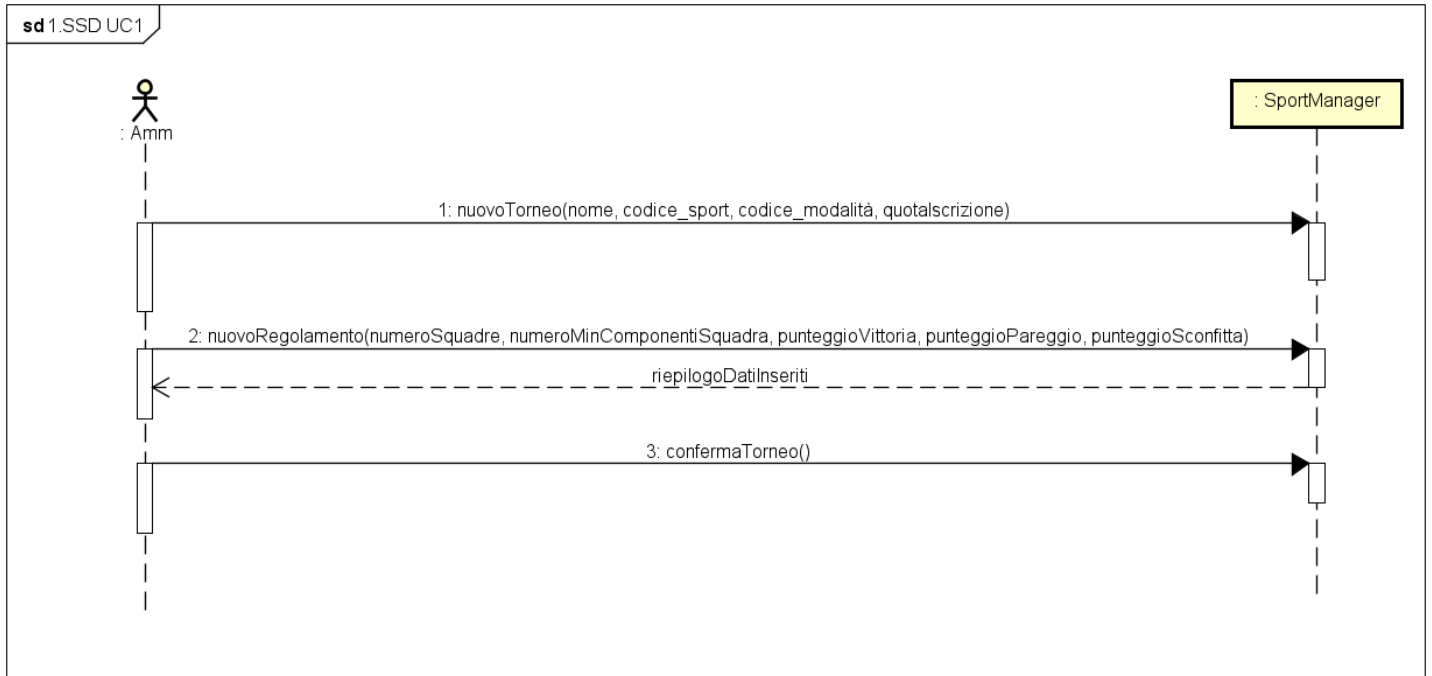 sd 1.SSD UC1
: Amm
: SportManager
1: nuovoTorneo(nome, codice_sport, codice_modalità, quotaIscrizione)
2: nuovoRegolamento(numeroSquadre, numeroMinComponentiSquadra, punteggioVittoria, punteggioPareggio, punteggioSconfitta)
riepilogoDatiInseriti
3: confermaTorneo()